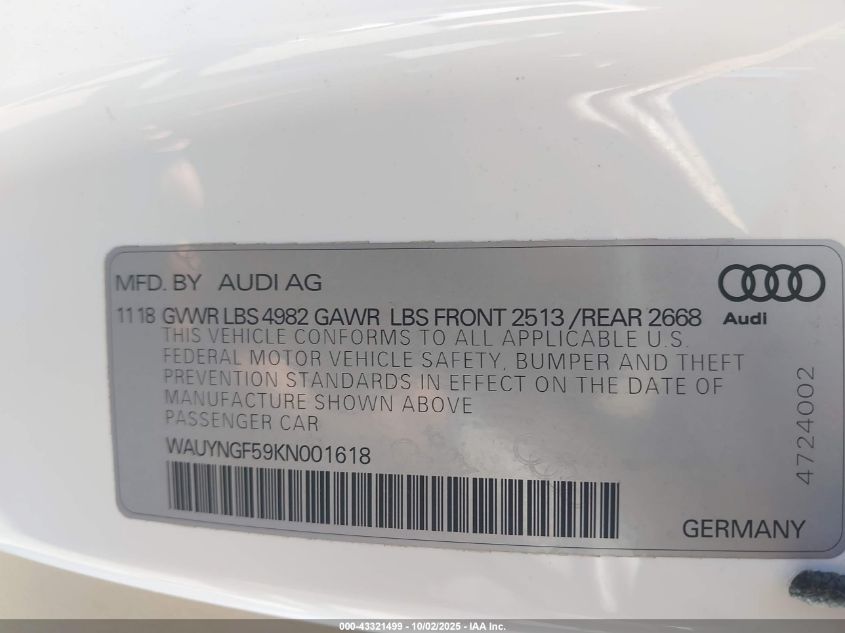 MFD. BY AUDI AG
Audi
11 18 GVWR LBS 4982 GAWR LBS FRONT 2513 /REAR 2668
THIS VEHICLE CONFORMS TO ALL APPLICABLE U.S.
FEDERAL MOTOR VEHICLE SAFETY, BUMPER AND THEFT
PREVENTION STANDARDS IN EFFECT ON THE DATE OF
MANUFACTURE SHOWN ABOVE
PASSENGER CAR
WAUYNGF59KN001618
4724002
GERMANY
000-43321499 - 10/02/2025 - IAA Inc.